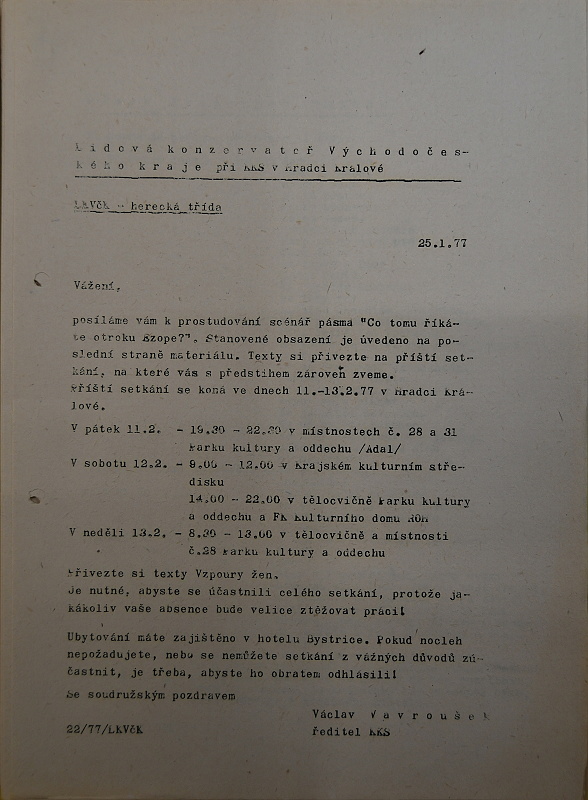 Lidová konzervatoř Východočes-
kého kraje při KKS v Hradci Králové
LKVčK - herecká třída
25.1.77
Vážení,
posíláme vám k prostudování scénář pásma "Co tomu říká-
te otroku Ezope?". Stanovené obsazení je úvedeno na po-
slední straně materiálu. Texty si přivezte na příští set-
kání, na které vás s předstihem zároveň zveme.
Příští setkání se koná ve dnech 11.-13.2.77 v Hradci Krá-
lové.
V pátek 11.2. - 19.30 - 22.30 v místnostech č. 28 a 31
Parku kultury a oddechu /Adal/
V sobotu 12.2. - 9.00 - 12.00 v Krajském kulturním stře-
disku
14.00 - 22.00 v tělocvičně Parku kultury
a oddechu a FK Kulturního domu ROH
V neděli 13.2. - 8.30 - 13.00 v tělocvičně a místnosti
č.28 Parku kultury a oddechu
Přivezte si texty Vzpoury žen.
Je nutné, abyste se účastnili celého setkání, protože ja-
kákoliv vaše absence bude velice ztěžovat práci!
Ubytování máte zajištěno v hotelu Bystrice. Pokud nocleh
nepožadujete, nebo se nemůžete setkání z vážných důvodů zú-
častnit, je třeba, abyste ho obratem odhlásili!
Se soudružským pozdravem
Václav Vavroušek
22/77/LKVčK ředitel KKS